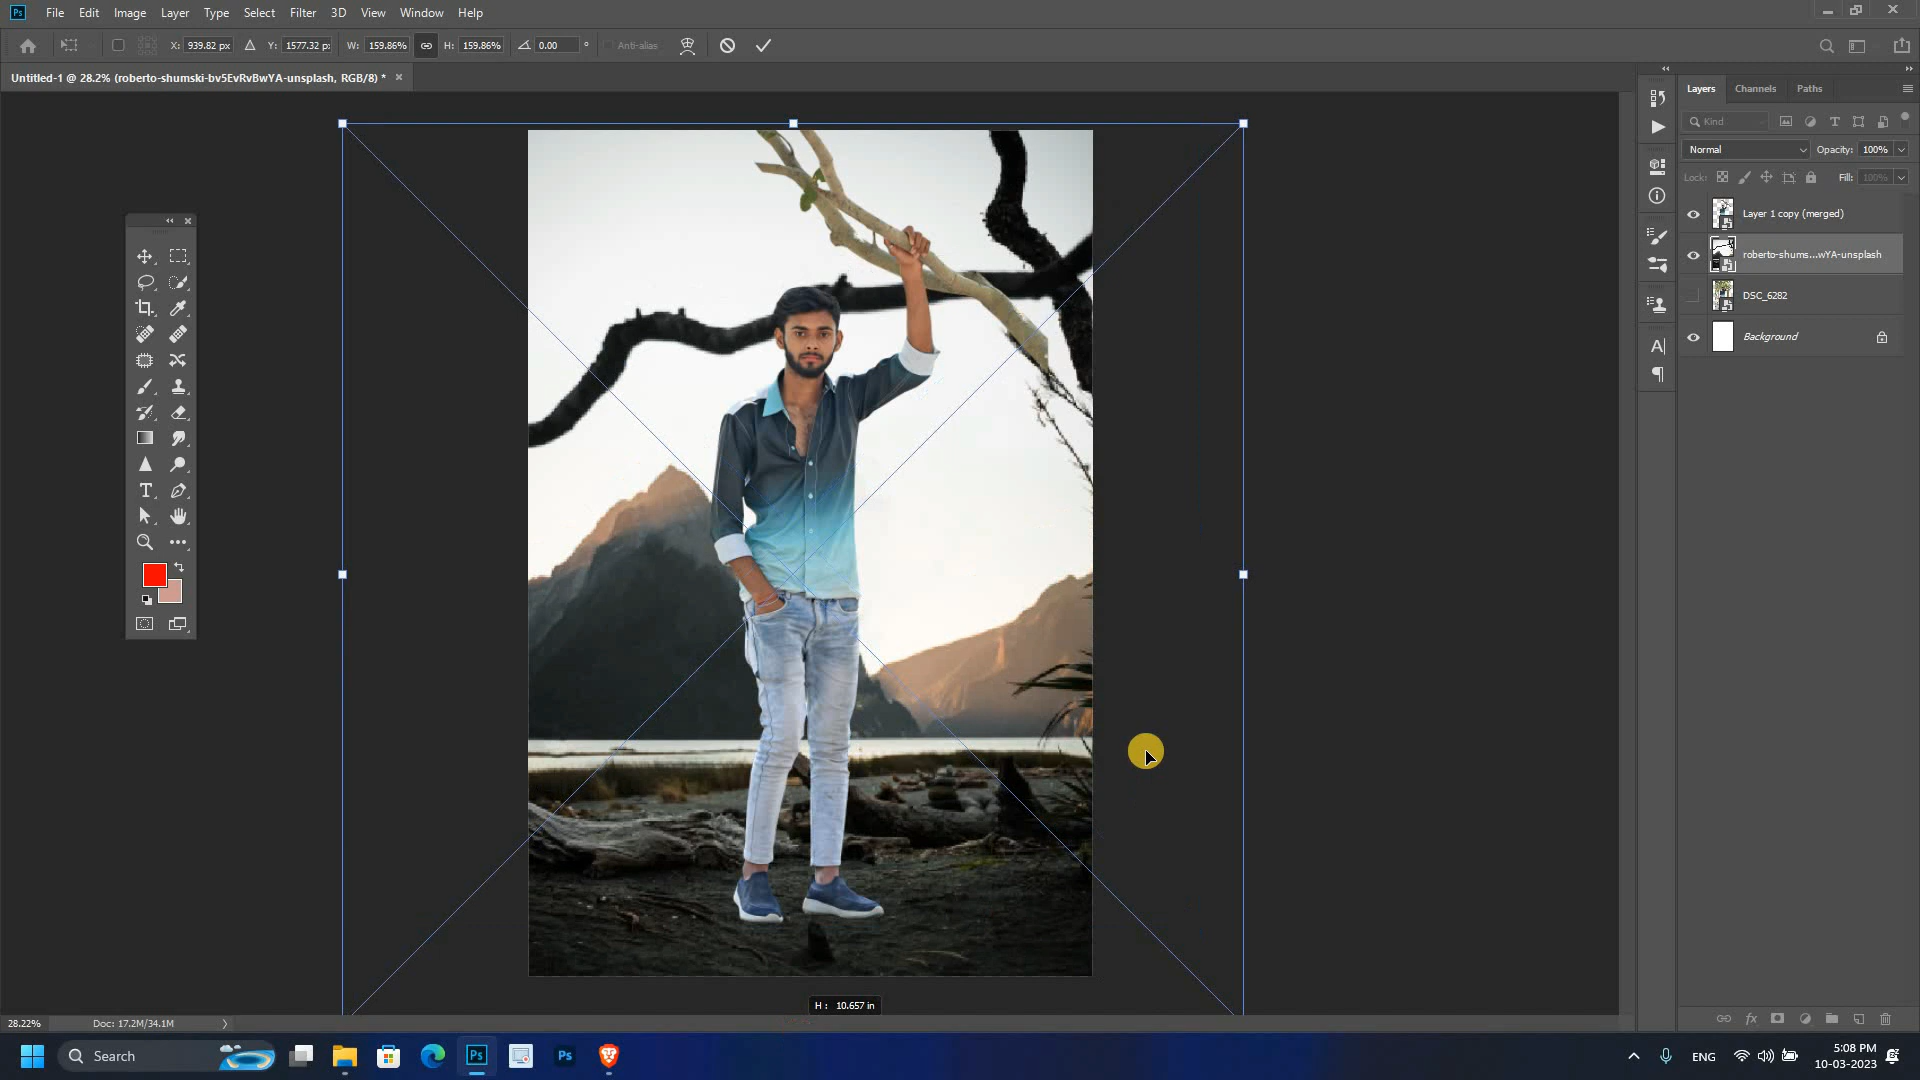 Ps File Edit Image Layer Type Select Filter 3D View Window Help
X: 939.82 px Y: 1577.32 p: W: 159.86% H: 159.86% 0.00 ° Anti-alias
Untitled-1 @ 28.2% (roberto-shumski-bv5EvRvBwYA-unsplash, RGB/8) * ×
Layers Channels Paths
Kind
Normal Opacity: 100%
Lock: Fill: 100%
Layer 1 copy (merged)
roberto-shums...wYA-unsplash
DSC_6282
Background
H : 10.657 in
28.22% Doc: 17.2M/34.1M
Search
Ps
Ps
ENG
5:08 PM
10-03-2023